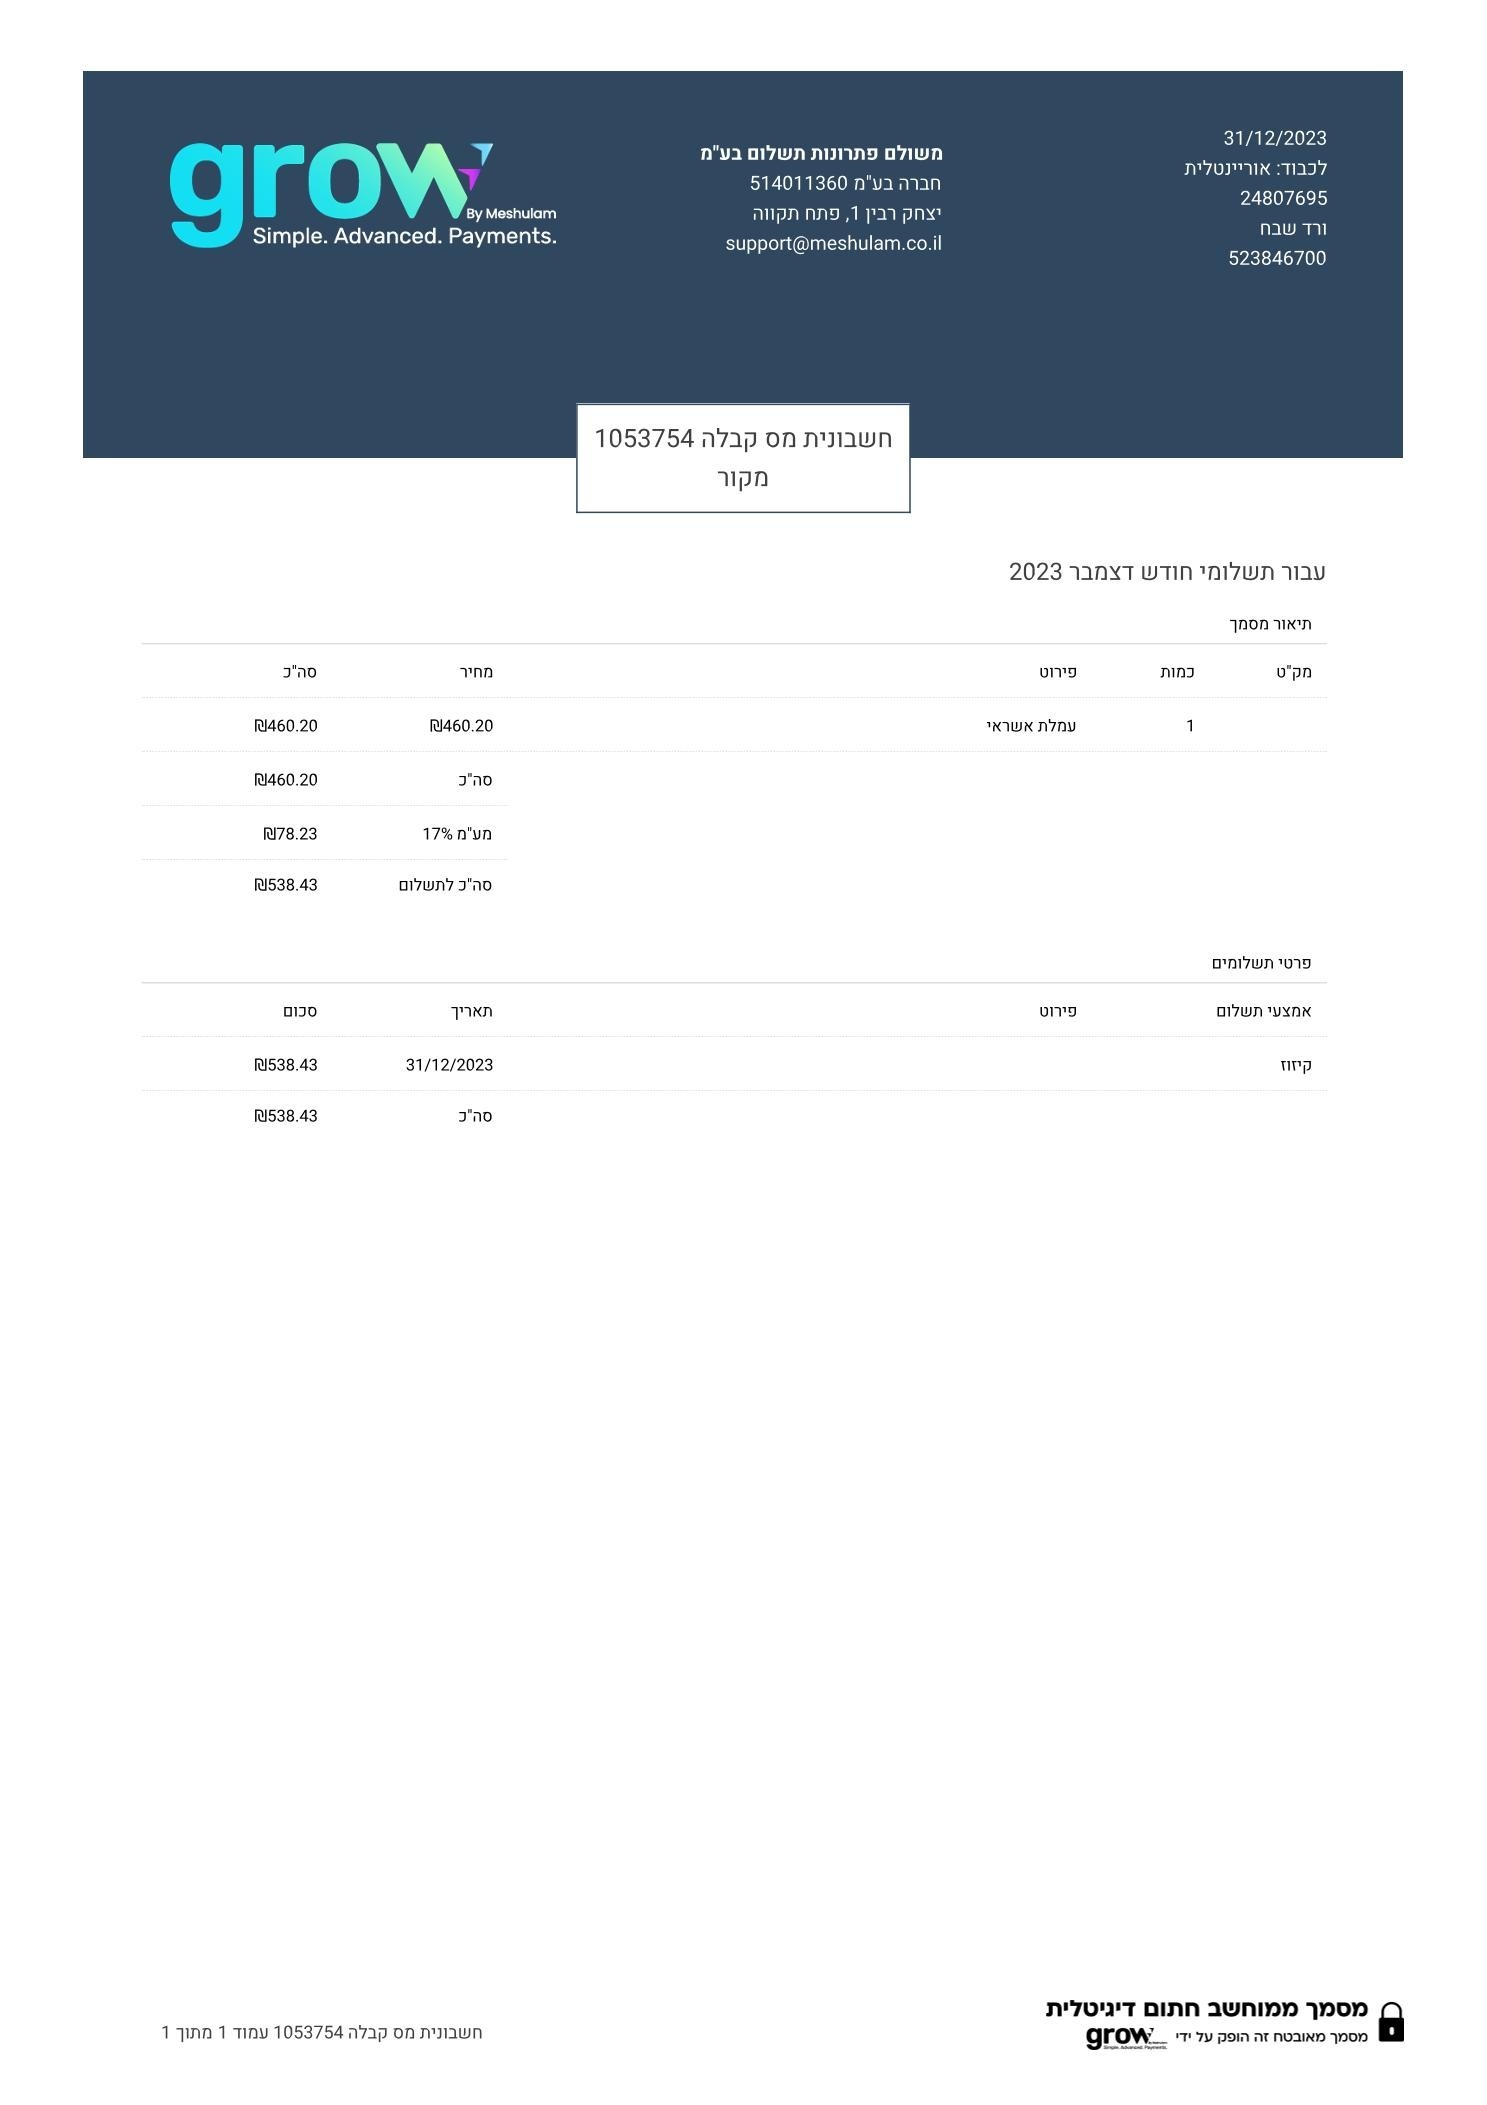 31/12/2023
לכבוד: אוריינטלית
24807695
ורד שבח
523846700
משולם פתרונות תשלום בע"מ
חברה בע"מ 514011360
יצחק רבין 1, פתח תקווה
support@meshulam.co.il
grow
By Meshulam
Simple. Advanced. Payments.
חשבונית מס קבלה 1053754
מקור
עבור תשלומי חודש דצמבר 2023
תיאור מסמך
מק"ט כמות פירוט מחיר סה"כ
1 עמלת אשראי ₪460.20 ₪460.20
סה"כ ₪460.20
מע"מ 17% ₪78.23
סה"כ לתשלום ₪538.43
פרטי תשלומים
אמצעי תשלום פירוט תאריך סכום
קיזוז 31/12/2023 ₪538.43
סה"כ ₪538.43
מסמך ממוחשב חתום דיגיטלית
מסמך מאובטח זה הופק על ידי grow By Meshulam
Simple. Advanced. Payments.
חשבונית מס קבלה 1053754 עמוד 1 מתוך 1